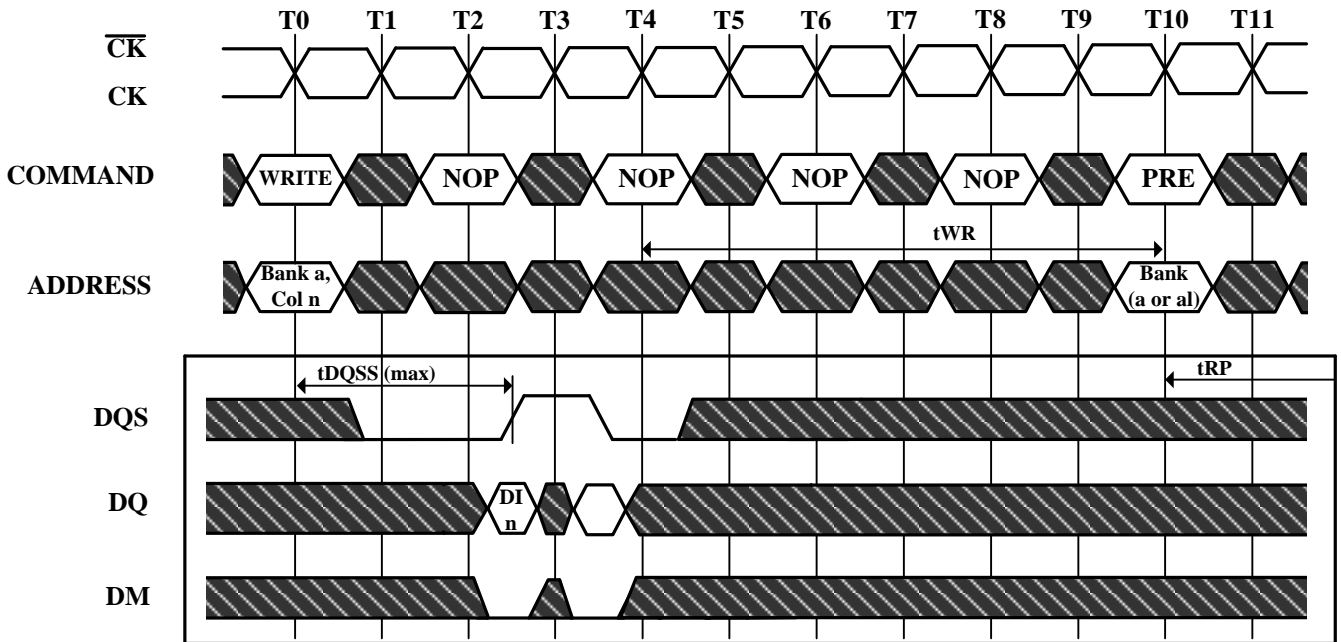 T0 T1 T2 T3 T4 T5 T6 T7 T8 T9 T10 T11
CK
CK
COMMAND
WRITE NOP NOP NOP NOP PRE
tWR
ADDRESS
Bank a,
Col n
Bank
(a or al)
tDQSS (max)
tRP
DQS
DQ
DI
n
DM